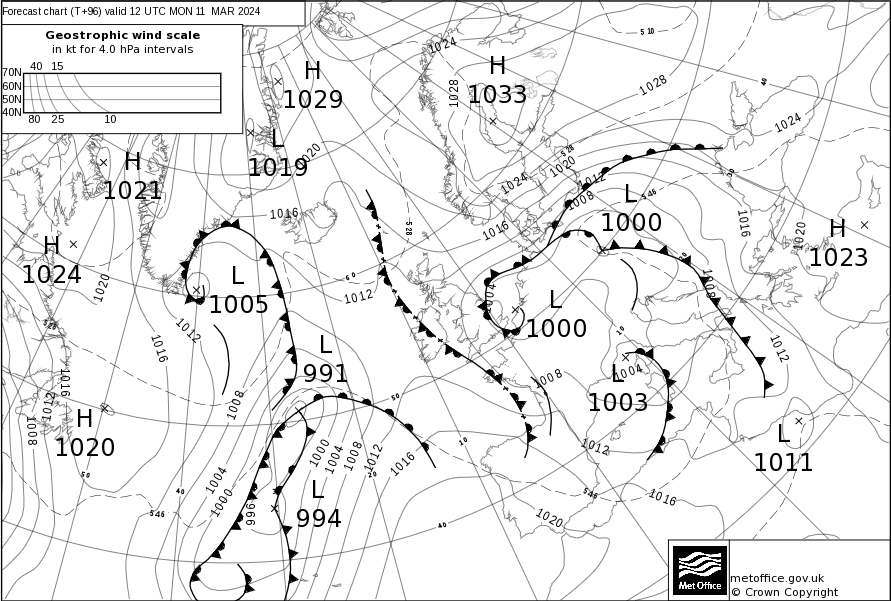 Forecast chart (T+96) valid 12 UTC MON 11 MAR 2024
Geostrophic wind scale
in kt for 4.0 hPa intervals
40 15
70N
60N
50N
40N
80 25 10
H
1029
H
1033
L
1019
H
1021
H
1024
L
1005
L
1000
H
1023
L
1000
L
991
L
1003
H
1020
L
1011
L
994
1024
1028
1028
1024
510
40
1020
528
1020
1024
1012
1008
546
1016
1016
1016
1020
528
60
1012
1020
1012
1016
528
1004
1008
1012
10
1004
1008
1016
1012
1008
1008
50
1012
10
1000
1004
1008
1012
1016
20
1004
1000
996
50
40
546
546
40
1016
1020
metoffice.gov.uk
© Crown Copyright
Met Office